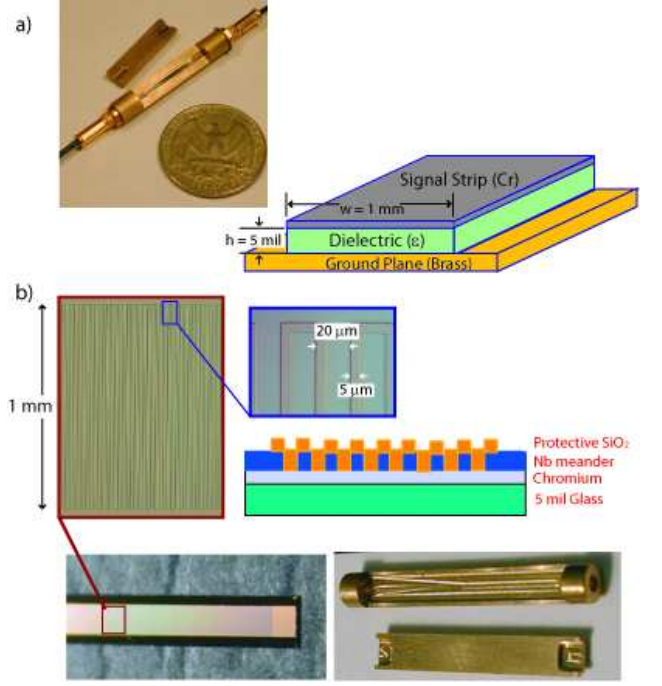 a)
Signal Strip (Cr)
w = 1 mm
h = 5 mil
Dielectric (ε)
Ground Plane (Brass)
b)
20 μm
1 mm
5 μm
Protective SiO₂
Nb meander
Chromium
5 mil Glass